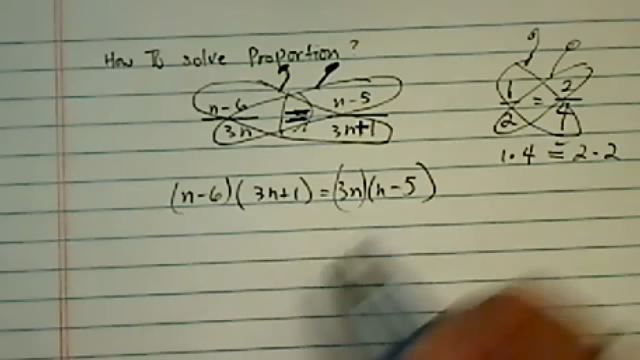 How To solve Proportion?
n-6 / 3n = n-5 / 3n+1
1/2 = 2/4
1·4 = 2·2
(n-6)(3n+1) = (3n)(n-5)